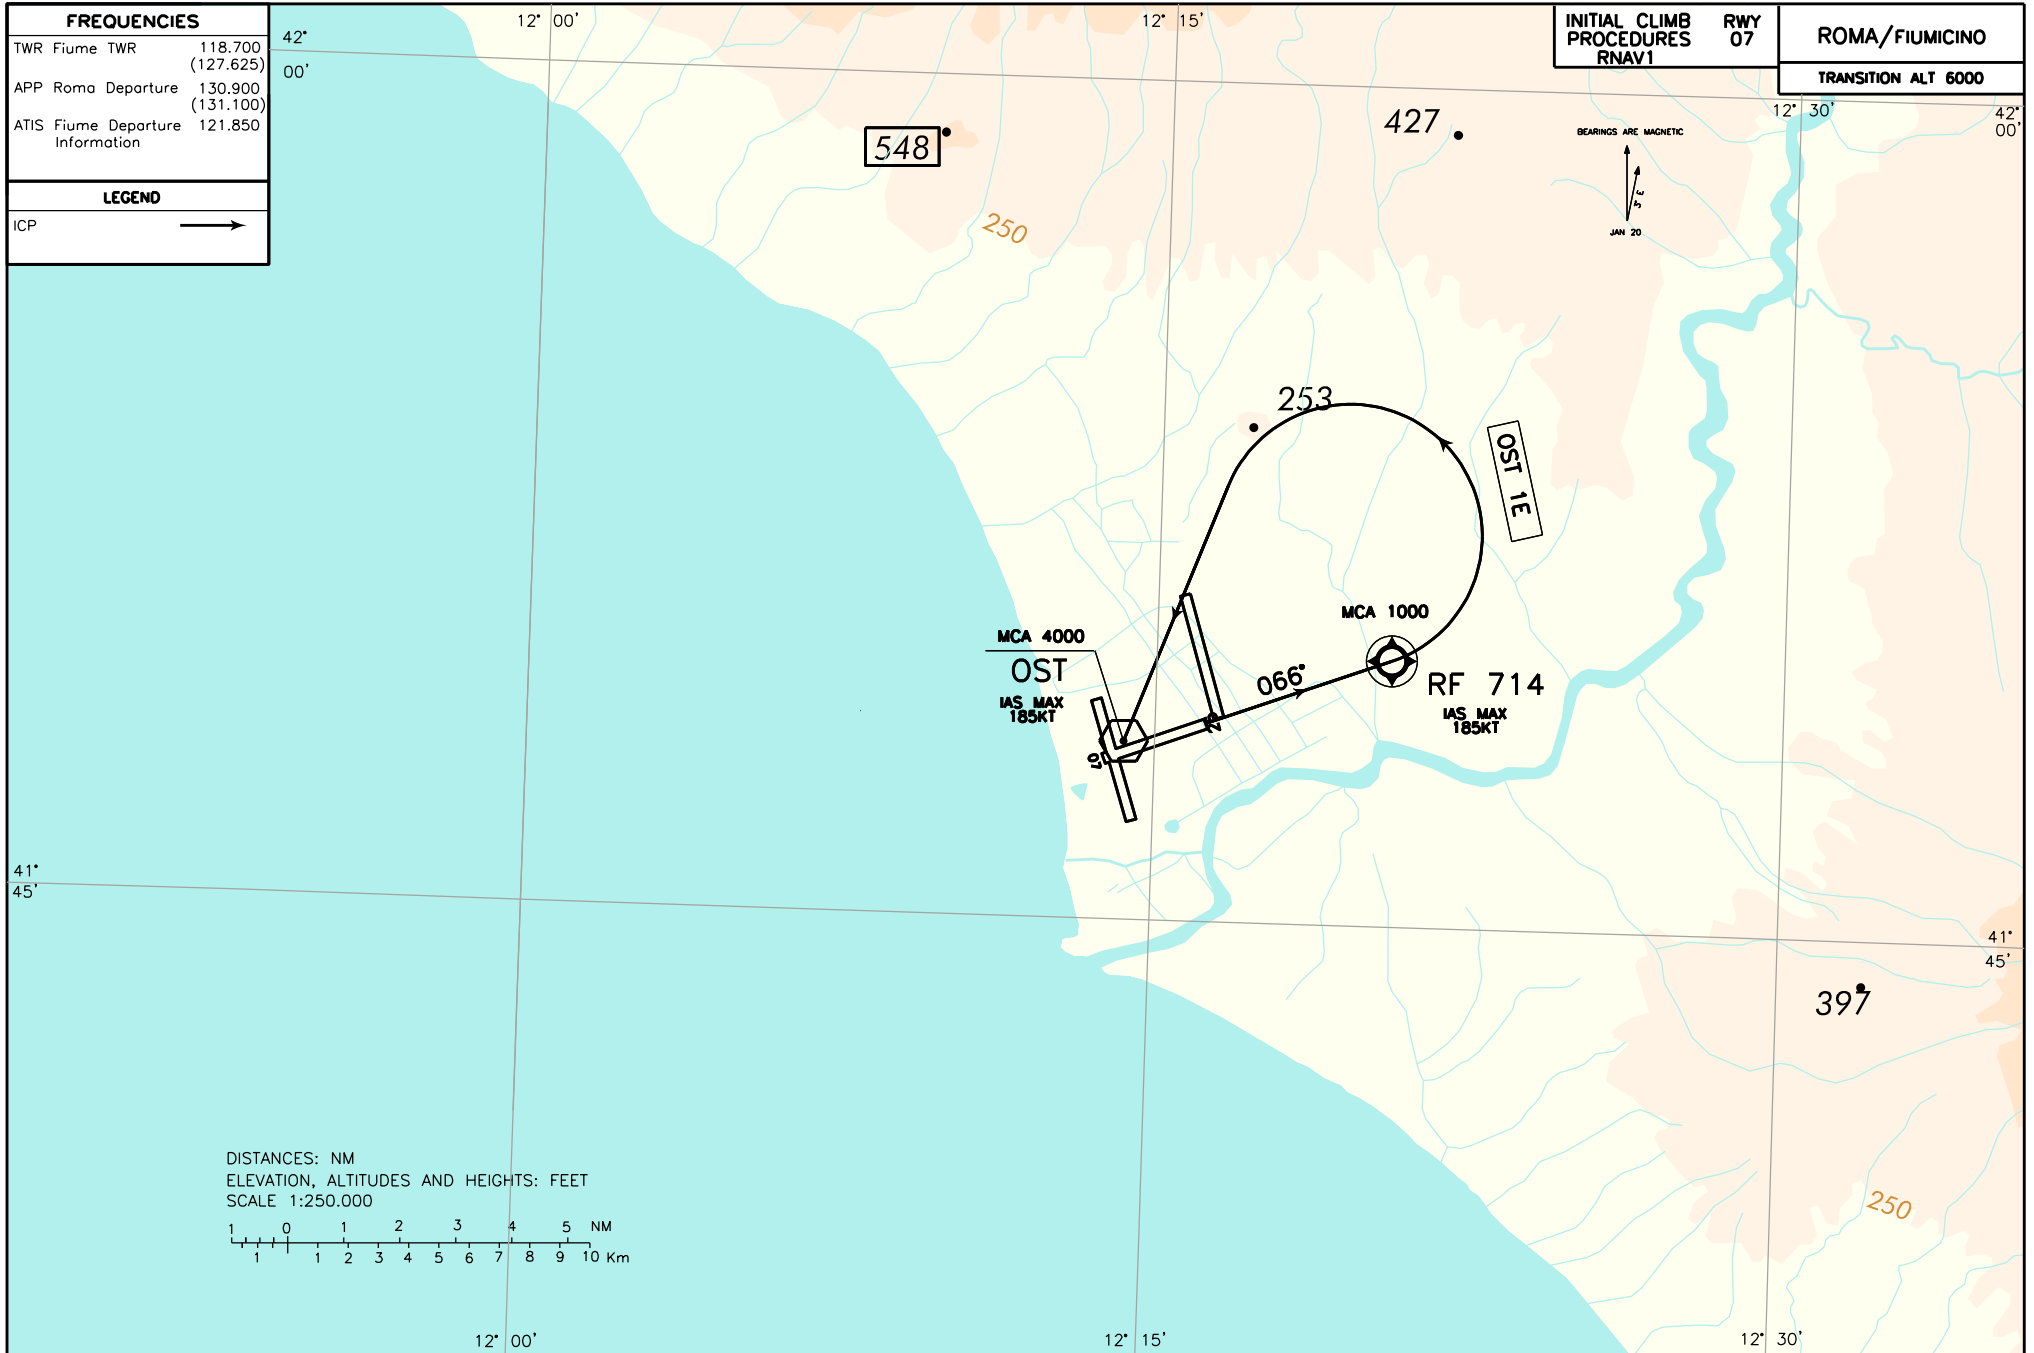 FREQUENCIES
TWR Fiume TWR 118.700
(127.625)
APP Roma Departure 130.900
(131.100)
ATIS Fiume Departure 121.850
Information
LEGEND
ICP
INITIAL CLIMB RWY
PROCEDURES 07
RNAV1
ROMA/FIUMICINO
TRANSITION ALT 6000
12° 00'
12° 15'
12° 30'
42°
00'
42°
00'
BEARINGS ARE MAGNETIC
JAN 20
548
427
250
253
OST 1E
MCA 1000
MCA 4000
OST
IAS MAX
185KT
066°
RF 714
IAS MAX
185KT
07
41°
45'
41°
45'
397
250
DISTANCES: NM
ELEVATION, ALTITUDES AND HEIGHTS: FEET
SCALE 1:250.000
1 0 1 2 3 4 5 NM
1 1 2 3 4 5 6 7 8 9 10 Km
12° 00'
12° 15'
12° 30'